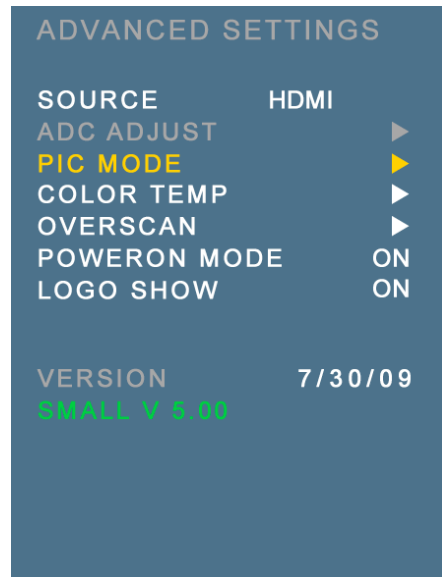 ADVANCED SETTINGS
SOURCE HDMI
ADC ADJUST
PIC MODE
COLOR TEMP
OVERSCAN
POWERON MODE ON
LOGO SHOW ON
VERSION 7/30/09
SMALL V 5.00